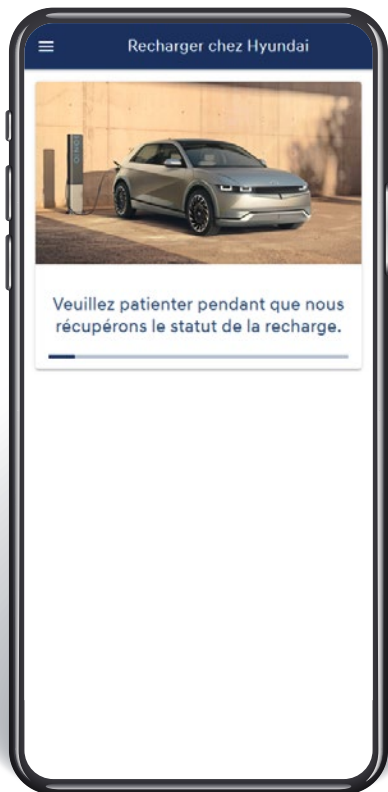 Recharger chez Hyundai
Veuillez patienter pendant que nous
récupérons le statut de la recharge.